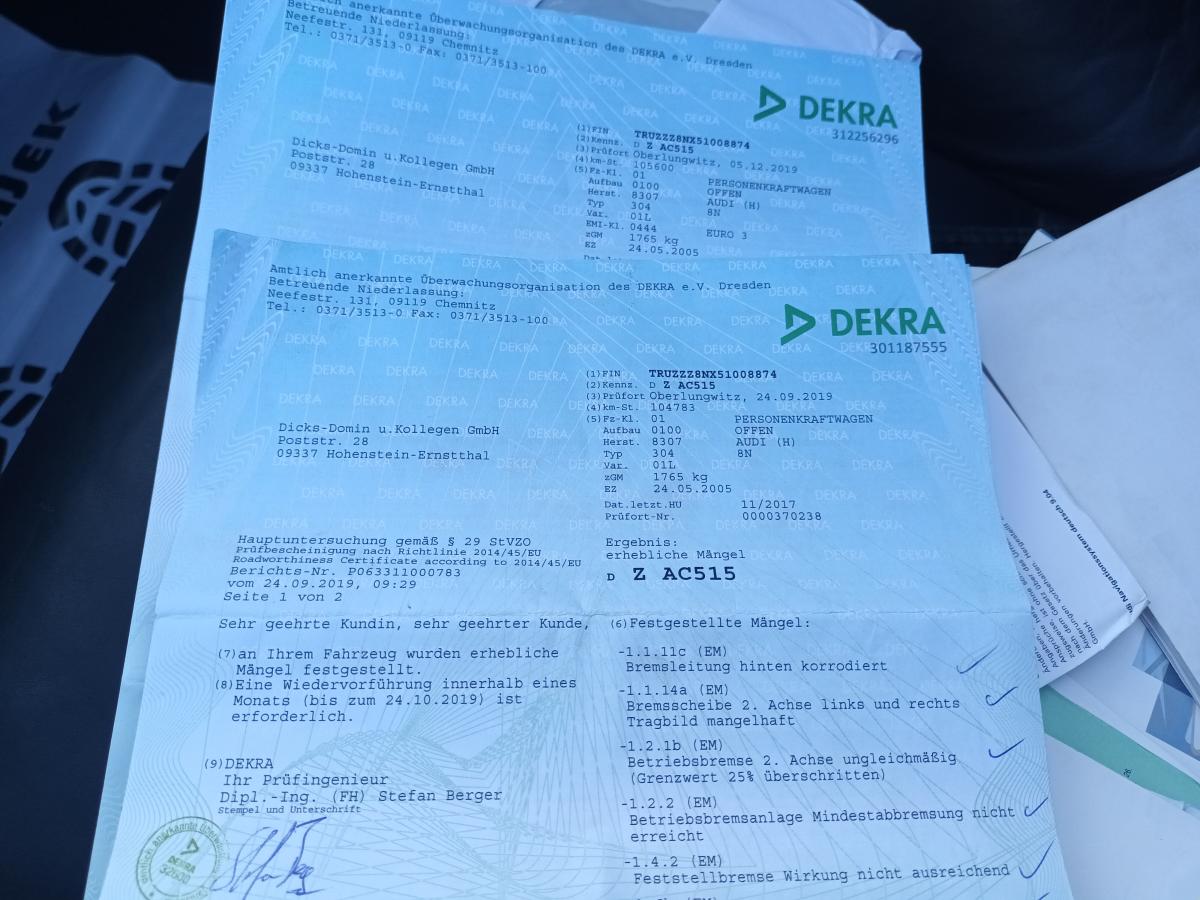 Amtlich anerkannte Überwachungsorganisation des DEKRA e.V. Dresden
Betreuende Niederlassung:
Neefestr. 131, 09119 Chemnitz
Tel.: 0371/3513-0 Fax: 0371/3513-100
DEKRA
312256296
Dicks-Domin u.Kollegen GmbH
Poststr. 28
09337 Hohenstein-Ernstthal
(1)FIN TRUZZZ8NX51008874
(2)Kennz. D Z AC515
(3)Prüfort Oberlungwitz, 05.12.2019
(4)km-St. 105600
(5)Fz-Kl. 01 PERSONENKRAFTWAGEN
Aufbau 0100 OFFEN
Herst. 8307 AUDI (H)
Typ 304 8N
Var. 01L
EMI-Kl. 0444 EURO 3
zGM 1765 kg
EZ 24.05.2005
Amtlich anerkannte Überwachungsorganisation des DEKRA e.V. Dresden
Betreuende Niederlassung:
Neefestr. 131, 09119 Chemnitz
Tel.: 0371/3513-0 Fax: 0371/3513-100
DEKRA
301187555
Dicks-Domin u.Kollegen GmbH
Poststr. 28
09337 Hohenstein-Ernstthal
(1)FIN TRUZZZ8NX51008874
(2)Kennz. D Z AC515
(3)Prüfort Oberlungwitz, 24.09.2019
(4)km-St. 104783
(5)Fz-Kl. 01 PERSONENKRAFTWAGEN
Aufbau 0100 OFFEN
Herst. 8307 AUDI (H)
Typ 304 8N
Var. 01L
zGM 1765 kg
EZ 24.05.2005
Dat.letzt.HU 11/2017
Prüfort-Nr. 0000370238
Hauptuntersuchung gemäß § 29 StVZO
Prüfbescheinigung nach Richtlinie 2014/45/EU
Roadworthiness Certificate according to 2014/45/EU
Berichts-Nr. P063311000783
vom 24.09.2019, 09:29
Seite 1 von 2
Ergebnis:
erhebliche Mängel
D Z AC515
Sehr geehrte Kundin, sehr geehrter Kunde,
(7)an Ihrem Fahrzeug wurden erhebliche
Mängel festgestellt.
(8)Eine Wiedervorführung innerhalb eines
Monats (bis zum 24.10.2019) ist
erforderlich.
(9)DEKRA
Ihr Prüfingenieur
Dipl.-Ing. (FH) Stefan Berger
Stempel und Unterschrift
(6)Festgestellte Mängel:
-1.1.11c (EM)
Bremsleitung hinten korrodiert
-1.1.14a (EM)
Bremsscheibe 2. Achse links und rechts
Tragbild mangelhaft
-1.2.1b (EM)
Betriebsbremse 2. Achse ungleichmäßig
(Grenzwert 25% überschritten)
-1.2.2 (EM)
Betriebsbremsanlage Mindestabbremsung nicht
erreicht
-1.4.2 (EM)
Feststellbremse Wirkung nicht ausreichend
DEKRA
Navigationssystem deutsch 9.04